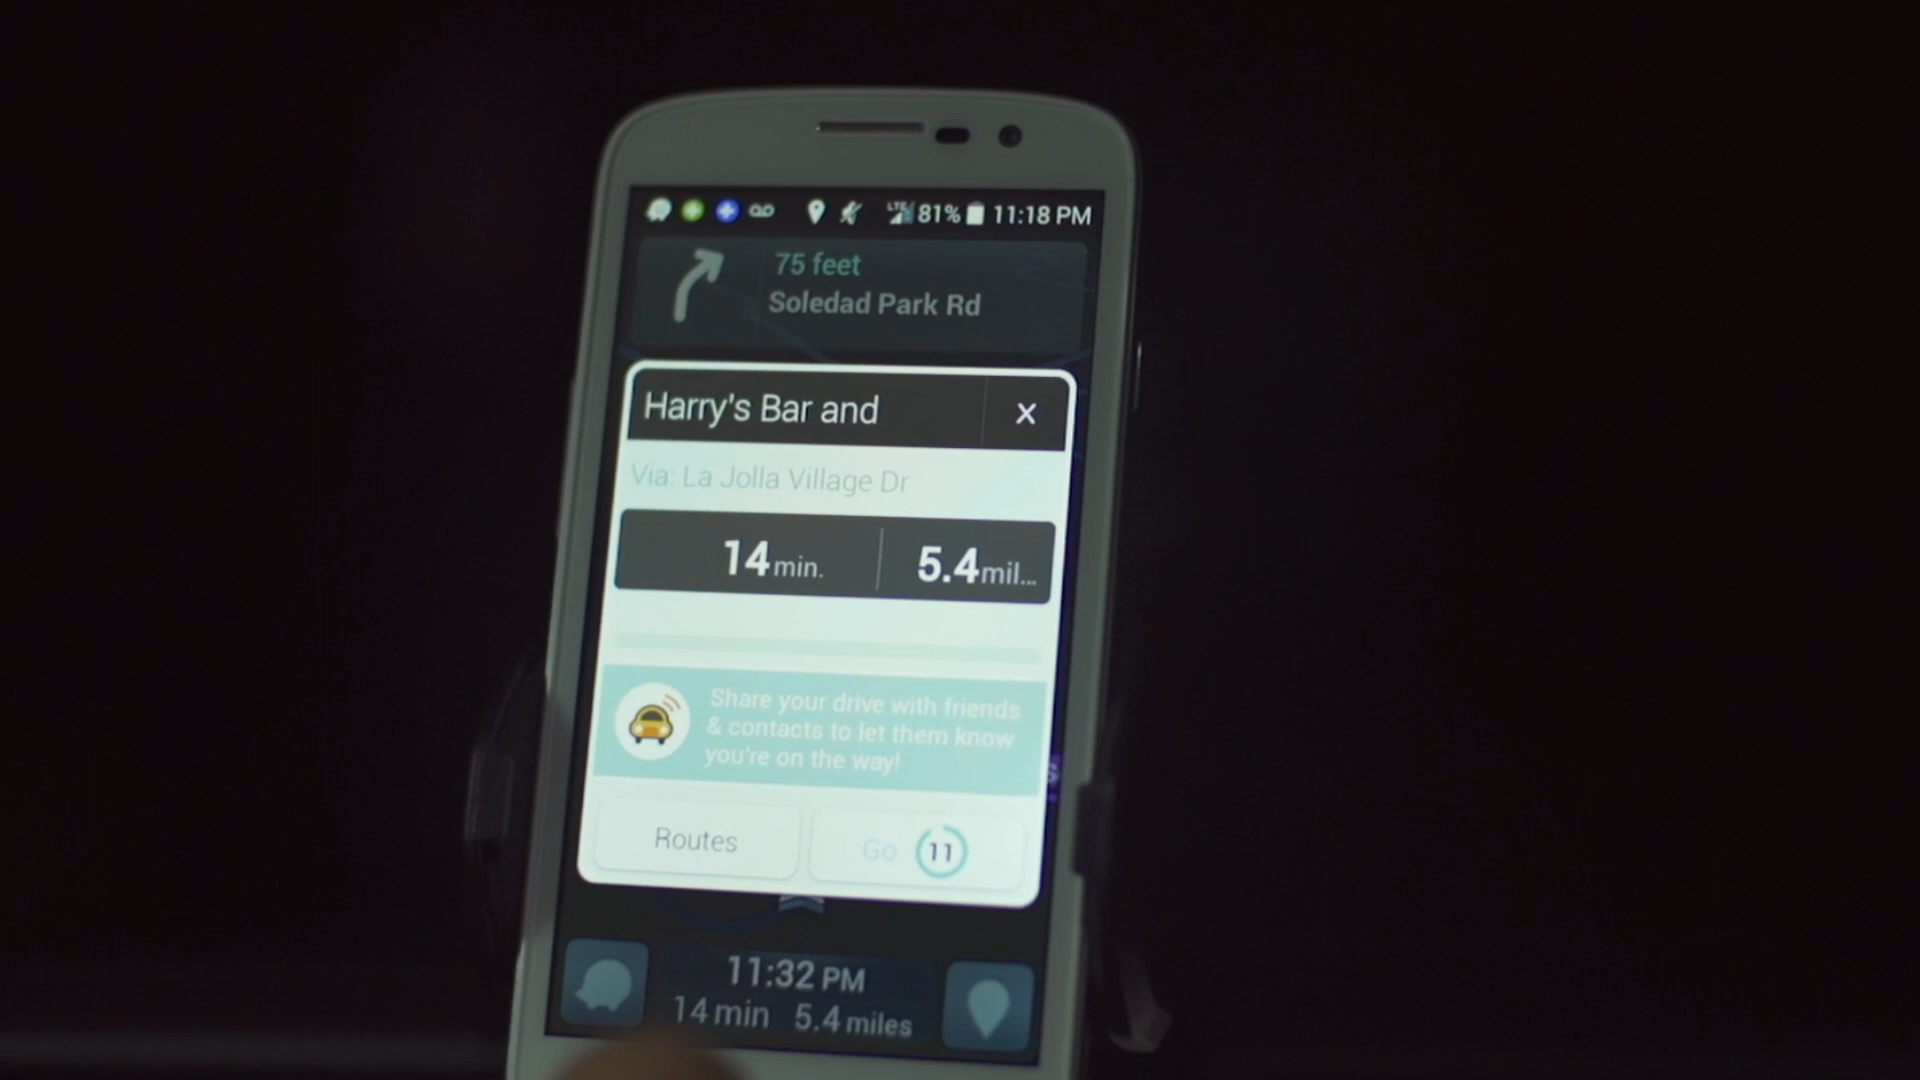 LTE 81% 11:18 PM
75 feet
Soledad Park Rd
Harry's Bar and X
Via: La Jolla Village Dr
14 min. 5.4 mil...
Share your drive with friends
& contacts to let them know
you're on the way!
s
Routes Go 11
11:32 PM
14 min 5.4 miles